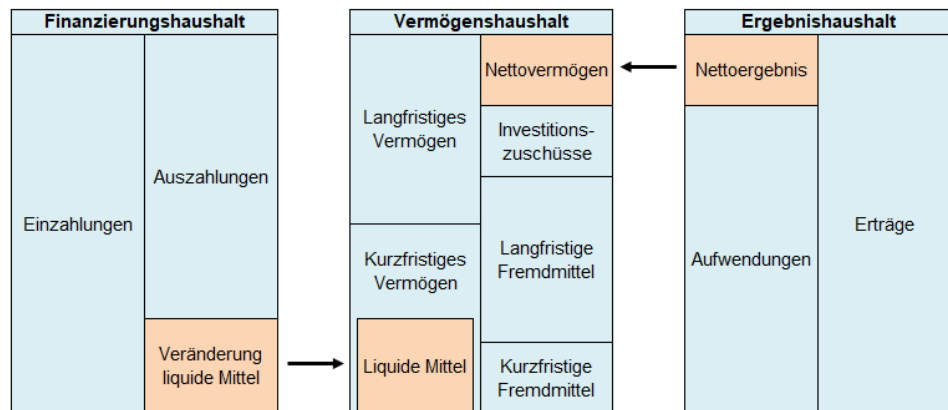 Finanzierungshaushalt
Einzahlungen
Auszahlungen
Veränderung
liquide Mittel
Vermögenshaushalt
Langfristiges
Vermögen
Kurzfristiges
Vermögen
Liquide Mittel
Nettovermögen
Investitions-
zuschüsse
Langfristige
Fremdmittel
Kurzfristige
Fremdmittel
Ergebnishaushalt
Nettoergebnis
Aufwendungen
Erträge